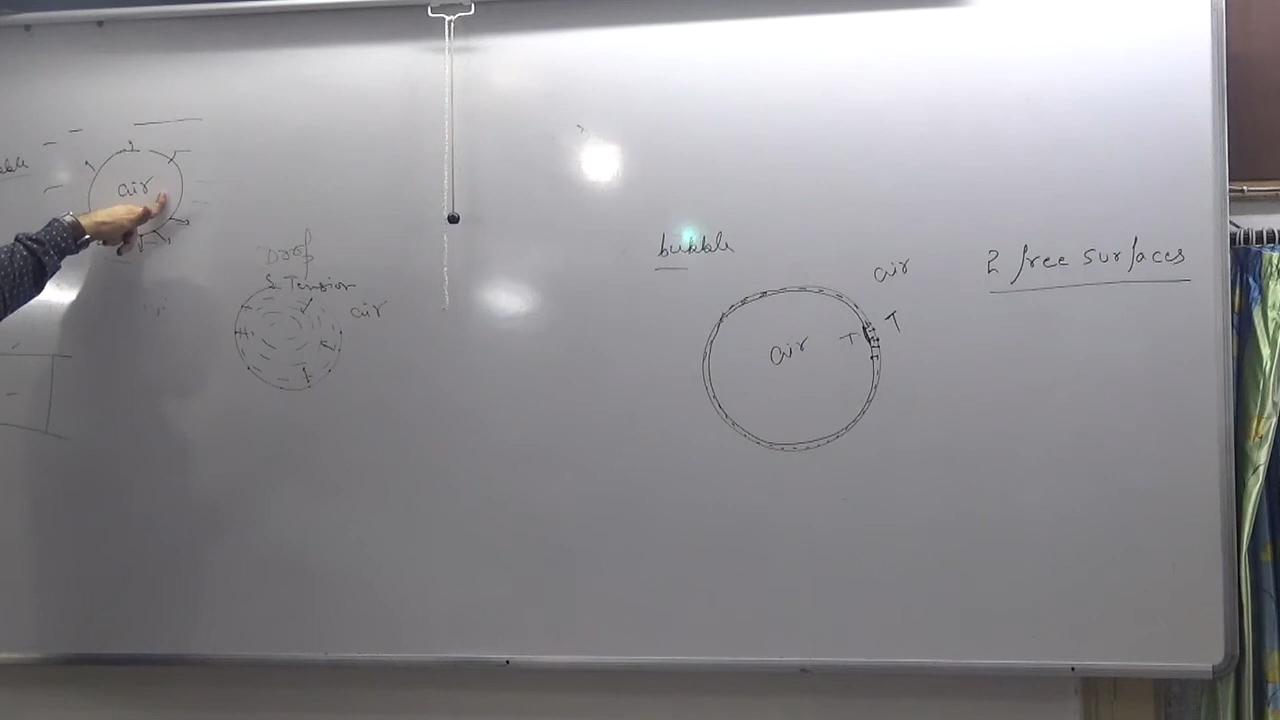 air
Drop
S Tension
air
bubble
air
T
T
air
2 free surfaces